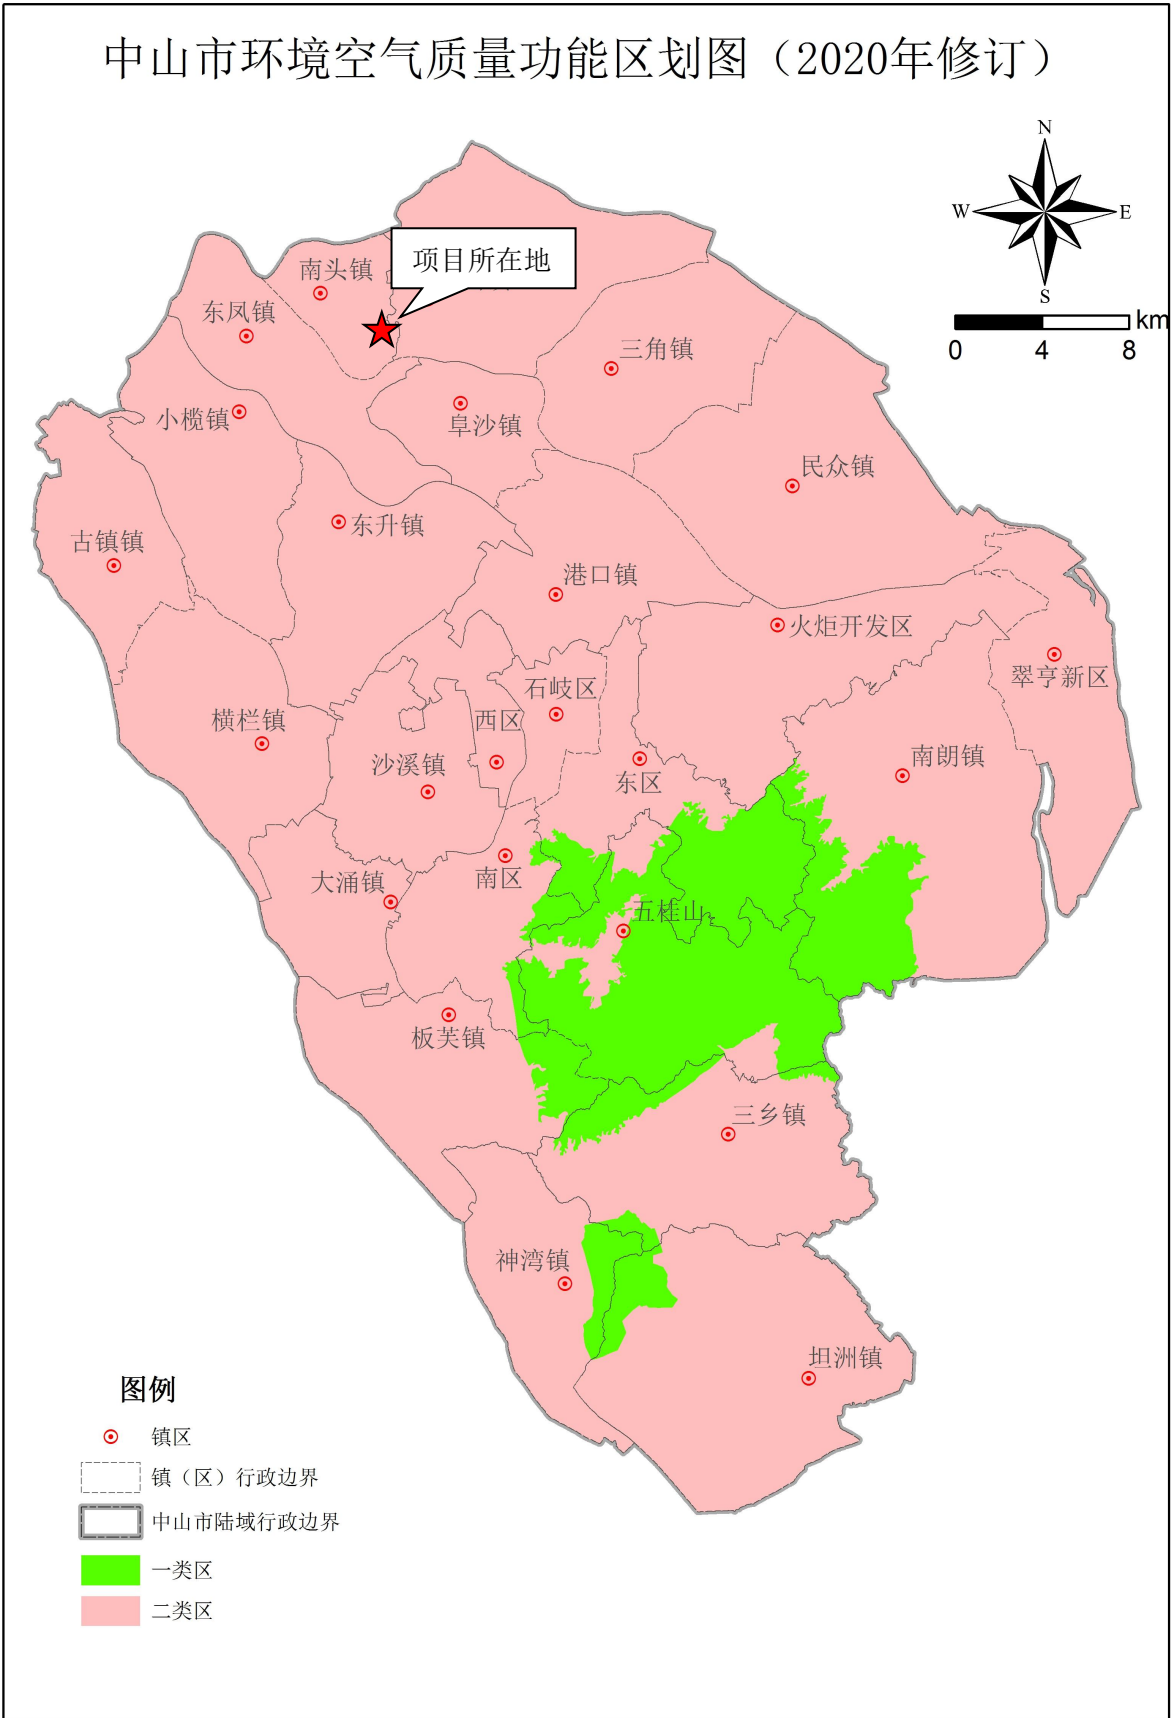 中山市环境空气质量功能区划图（2020年修订）
N
W
E
S
km
0
4
8
项目所在地
南头镇
东凤镇
三角镇
小榄镇
阜沙镇
民众镇
东升镇
古镇镇
港口镇
火炬开发区
翠亨新区
石岐区
横栏镇
西区
南朗镇
沙溪镇
东区
南区
大涌镇
五桂山
板芙镇
三乡镇
神湾镇
坦洲镇
图例
镇区
镇（区）行政边界
中山市陆域行政边界
一类区
二类区